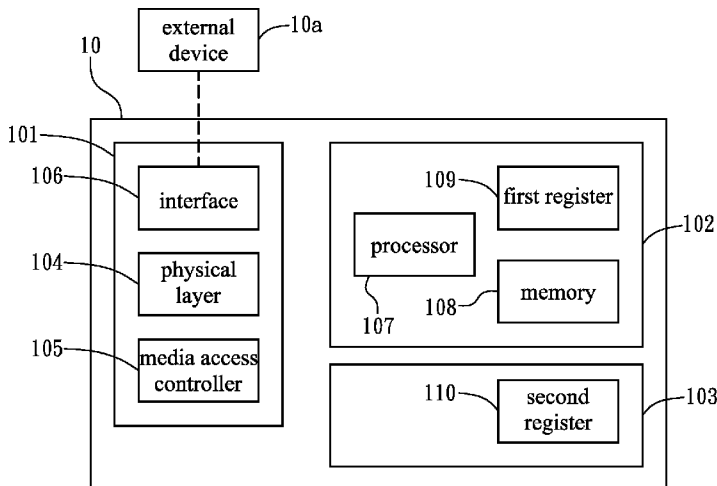 external
device
10a
10
101
106
interface
104
physical
layer
105
media access
controller
109
first register
102
processor
107
108
memory
110
second
register
103